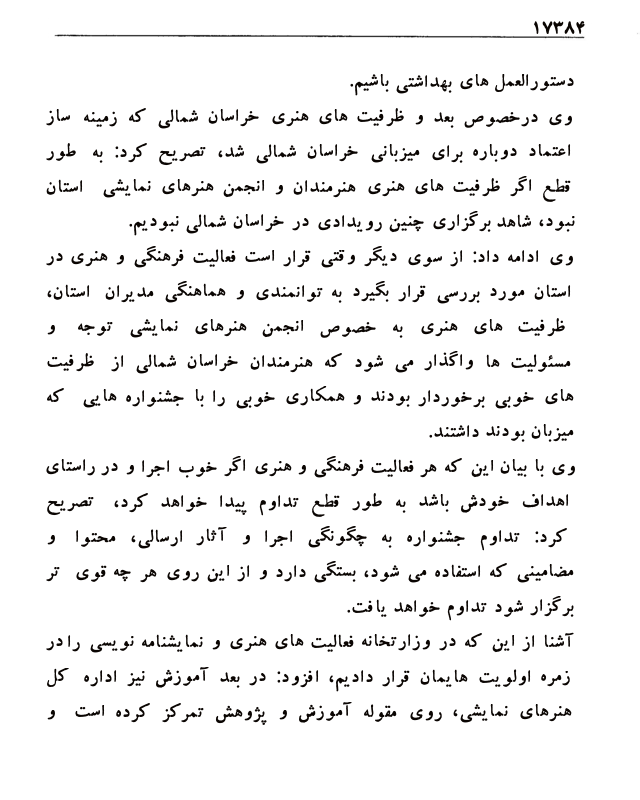 ۱۷۳۸۴
دستورالعمل های بهداشتی باشیم.
وی درخصوص بعد و ظرفیت های هنری خراسان شمالی که زمینه ساز
اعتماد دوباره برای میزبانی خراسان شمالی شد، تصریح کرد: به طور
قطع اگر ظرفیت های هنری هنرمندان و انجمن هنرهای نمایشی استان
نبود، شاهد برگزاری چنین رویدادی در خراسان شمالی نبودیم.
وی ادامه داد: از سوی دیگر وقتی قرار است فعالیت فرهنگی و هنری در
استان مورد بررسی قرار بگیرد به توانمندی و هماهنگی مدیران استان،
ظرفیت های هنری به خصوص انجمن هنرهای نمایشی توجه و
مسئولیت ها واگذار می شود که هنرمندان خراسان شمالی از ظرفیت
های خوبی برخوردار بودند و همکاری خوبی را با جشنواره هایی که
میزبان بودند داشتند.
وی با بیان این که هر فعالیت فرهنگی و هنری اگر خوب اجرا و در راستای
اهداف خودش باشد به طور قطع تداوم پیدا خواهد کرد، تصریح
کرد: تداوم جشنواره به چگونگی اجرا و آثار ارسالی، محتوا و
مضامینی که استفاده می شود، بستگی دارد و از این روی هر چه قوی تر
برگزار شود تداوم خواهد یافت.
آشنا از این که در وزارتخانه فعالیت های هنری و نمایشنامه نویسی را در
زمره اولویت هایمان قرار دادیم، افزود: در بعد آموزش نیز اداره کل
هنرهای نمایشی، روی مقوله آموزش و پژوهش تمرکز کرده است و